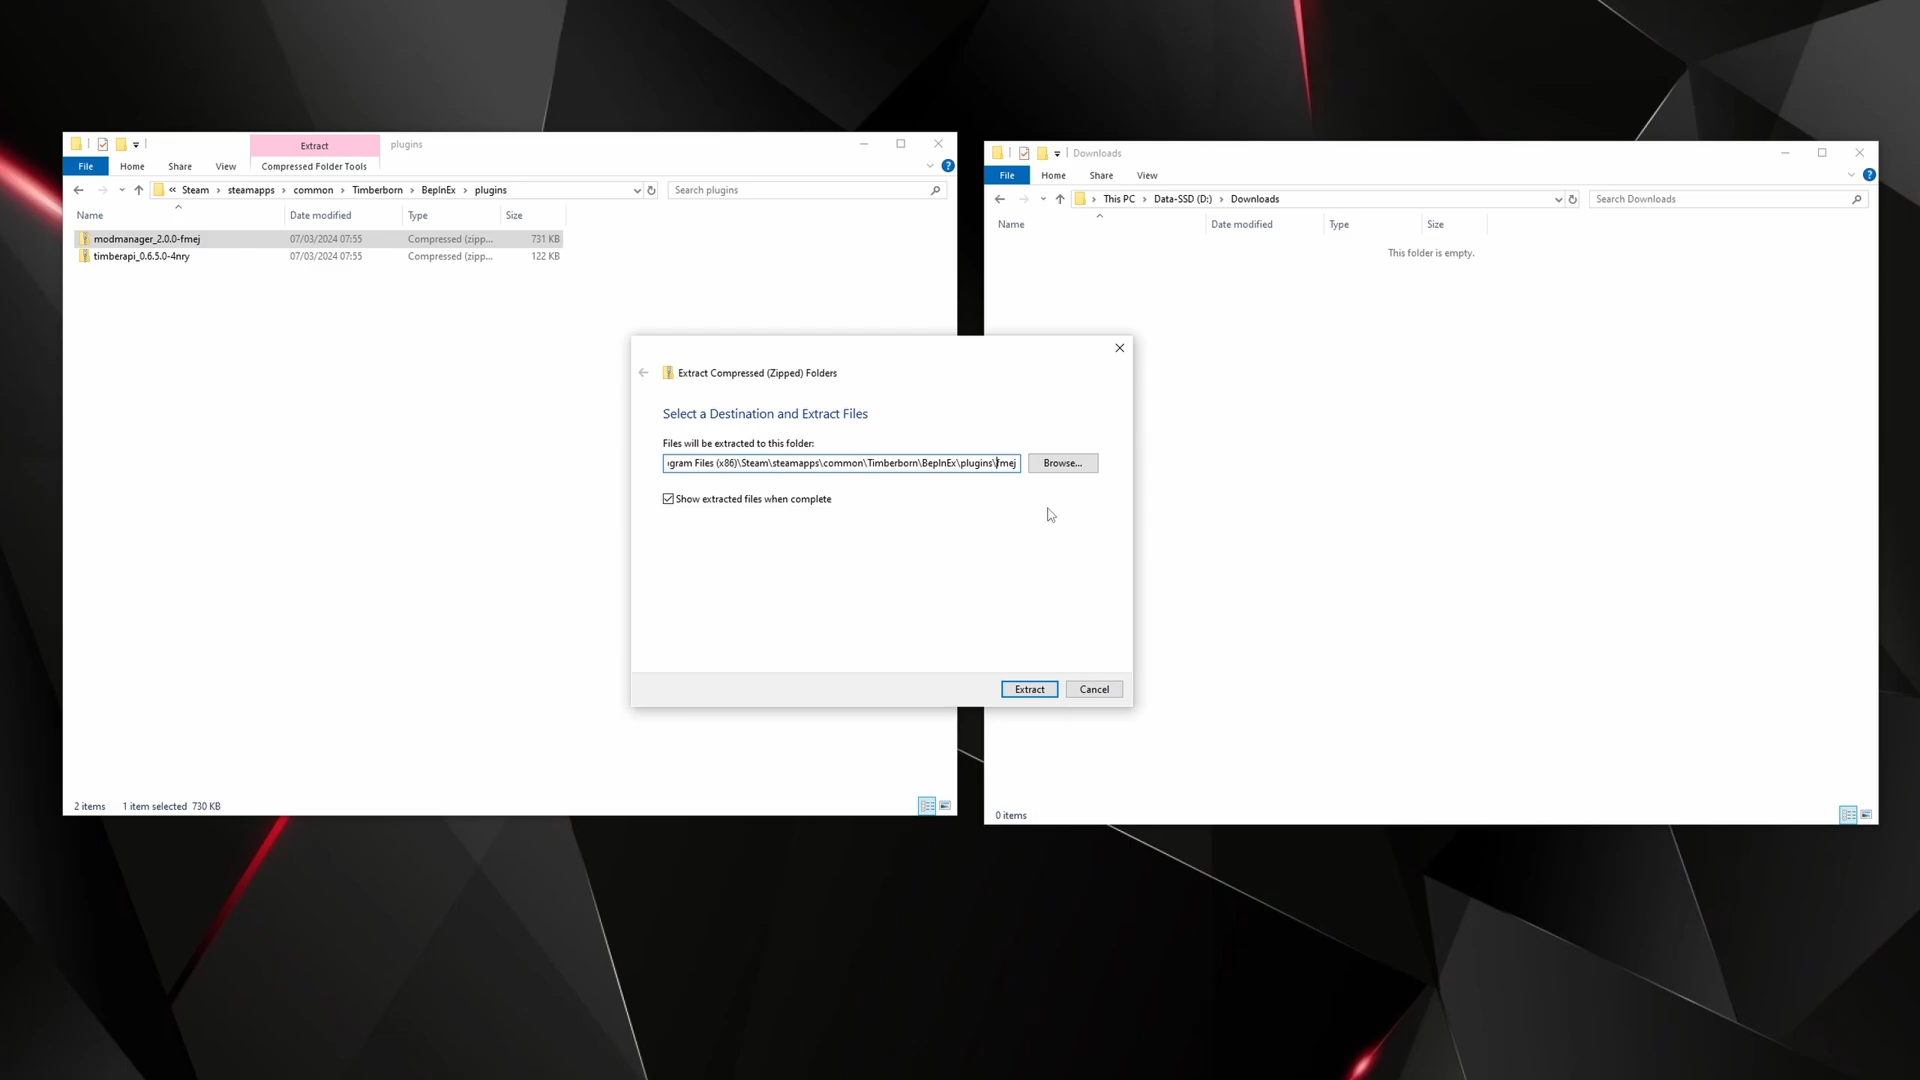 Extract
plugins
File
Home
Share
View
Compressed Folder Tools
« Steam › steamapps › common › Timberborn › BepInEx › plugins
Search plugins
Name
Date modified
Type
Size
modmanager_2.0.0-fmej
07/03/2024 07:55
Compressed (zipp...
731 KB
timberapi_0.6.5.0-4nry
07/03/2024 07:55
Compressed (zipp...
122 KB
2 items
1 item selected 730 KB
Downloads
File
Home
Share
View
› This PC › Data-SSD (D:) › Downloads
Search Downloads
Name
Date modified
Type
Size
This folder is empty.
0 items
Extract Compressed (Zipped) Folders
Select a Destination and Extract Files
Files will be extracted to this folder:
ogram Files (x86)\Steam\steamapps\common\Timberborn\BepInEx\plugins\fmej
Browse...
Show extracted files when complete
Extract
Cancel